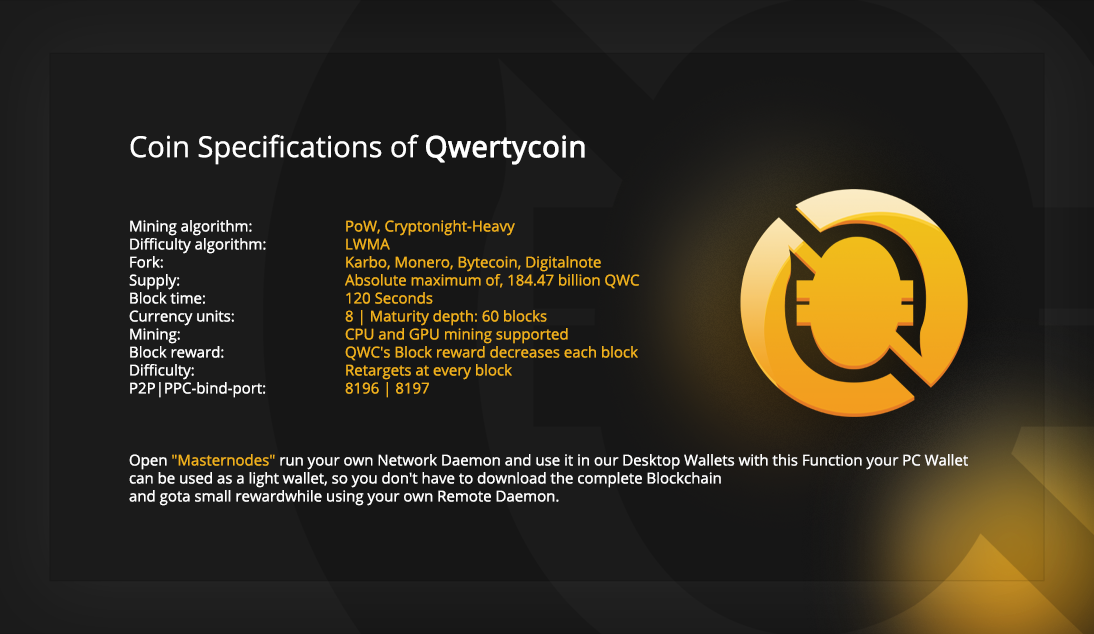 Coin Specifications of Qwertycoin
Mining algorithm: PoW, Cryptonight-Heavy
Difficulty algorithm: LWMA
Fork: Karbo, Monero, Bytecoin, Digitalnote
Supply: Absolute maximum of, 184.47 billion QWC
Block time: 120 Seconds
Currency units: 8 | Maturity depth: 60 blocks
Mining: CPU and GPU mining supported
Block reward: QWC's Block reward decreases each block
Difficulty: Retargets at every block
P2P|PPC-bind-port: 8196 | 8197
Open "Masternodes" run your own Network Daemon and use it in our Desktop Wallets with this Function your PC Wallet
can be used as a light wallet, so you don't have to download the complete Blockchain
and gota small rewardwhile using your own Remote Daemon.